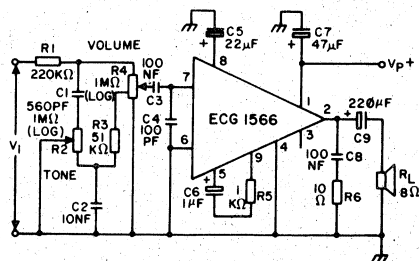 C5
22µF
C7
47µF
Vp+
R1
220KΩ
VOLUME
R4
1MΩ
(LOG)
100
NF
C3
8
7
C1
560PF
1MΩ
(LOG)
R2
R3
51
KΩ
TONE
C2
10NF
C4
100
PF
V1
6
ECG 1566
1
2
3
4
5
9
C6
1µF
1
KΩ
R5
220µF
C9
100
NF
C8
10
Ω
R6
RL
8Ω
+
+
+
+